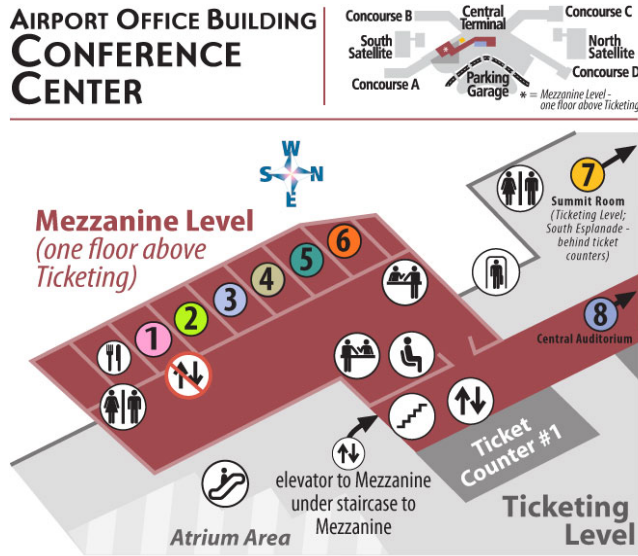 AIRPORT OFFICE BUILDING
CONFERENCE
CENTER
Concourse B
Central
Terminal
Concourse C
South
Satellite
North
Satellite
Concourse A
Parking
Garage
Concourse D
* = Mezzanine Level -
one floor above Ticketing
W
S N
E
Mezzanine Level
(one floor above
Ticketing)
1
2
3
4
5
6
7
Summit Room
(Ticketing Level;
South Esplanade -
behind ticket
counters)
8
Central Auditorium
Ticket
Counter #1
elevator to Mezzanine
under staircase to
Mezzanine
Atrium Area
Ticketing
Level